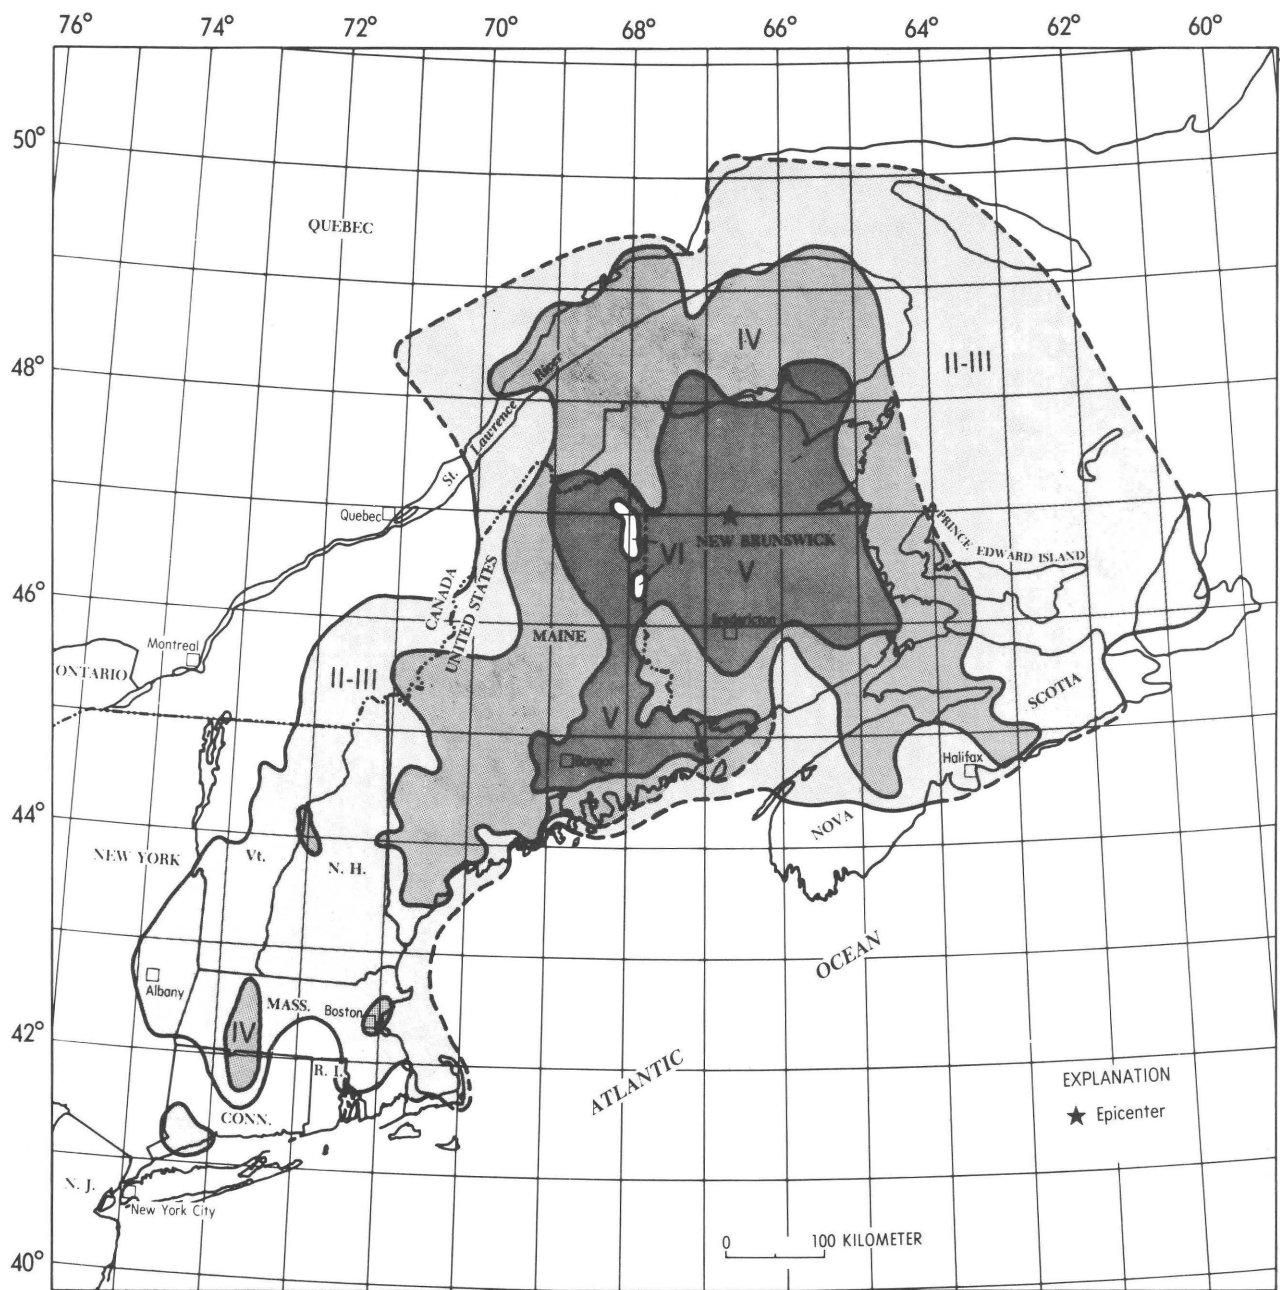 76° 74° 72° 70° 68° 66° 64° 62° 60°
50°
QUEBEC
IV
II-III
48°
River
Lawrence
St.
Quebec
NEW BRUNSWICK
VI
V
PRINCE EDWARD ISLAND
46°
CANADA
UNITED STATES
MAINE
Fredericton
Montreal
ONTARIO
II-III
SCOTIA
V
Bangor
Halifax
44°
NOVA
NEW YORK
Vt.
N. H.
OCEAN
Albany
MASS.
Boston
42°
IV
R. I.
ATLANTIC
EXPLANATION
★ Epicenter
CONN.
N. J.
New York City
0 100 KILOMETER
40°